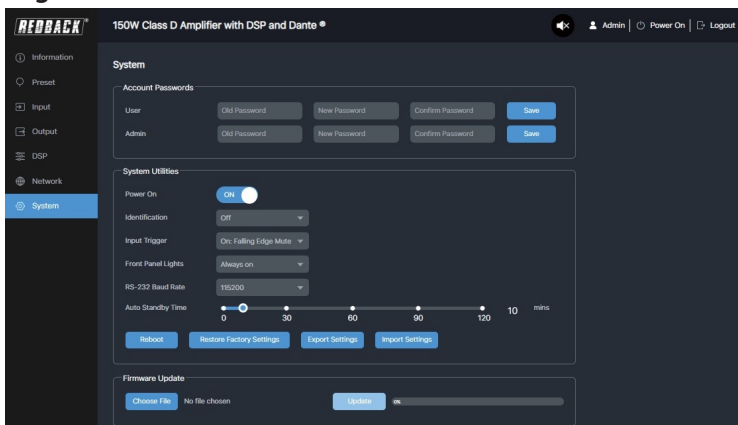 REDBACK®
150W Class D Amplifier with DSP and Dante ®
Admin | Power On | Logout
Information
Preset
Input
Output
DSP
Network
System
System
Account Passwords
User Old Password New Password Confirm Password Save
Admin Old Password New Password Confirm Password Save
System Utilities
Power On ON
Identification Off
Input Trigger On: Falling Edge Mute
Front Panel Lights Always on
RS-232 Baud Rate 115200
Auto Standby Time 10 mins
0 30 60 90 120
Reboot Restore Factory Settings Export Settings Import Settings
Firmware Update
Choose File No file chosen Update 0%